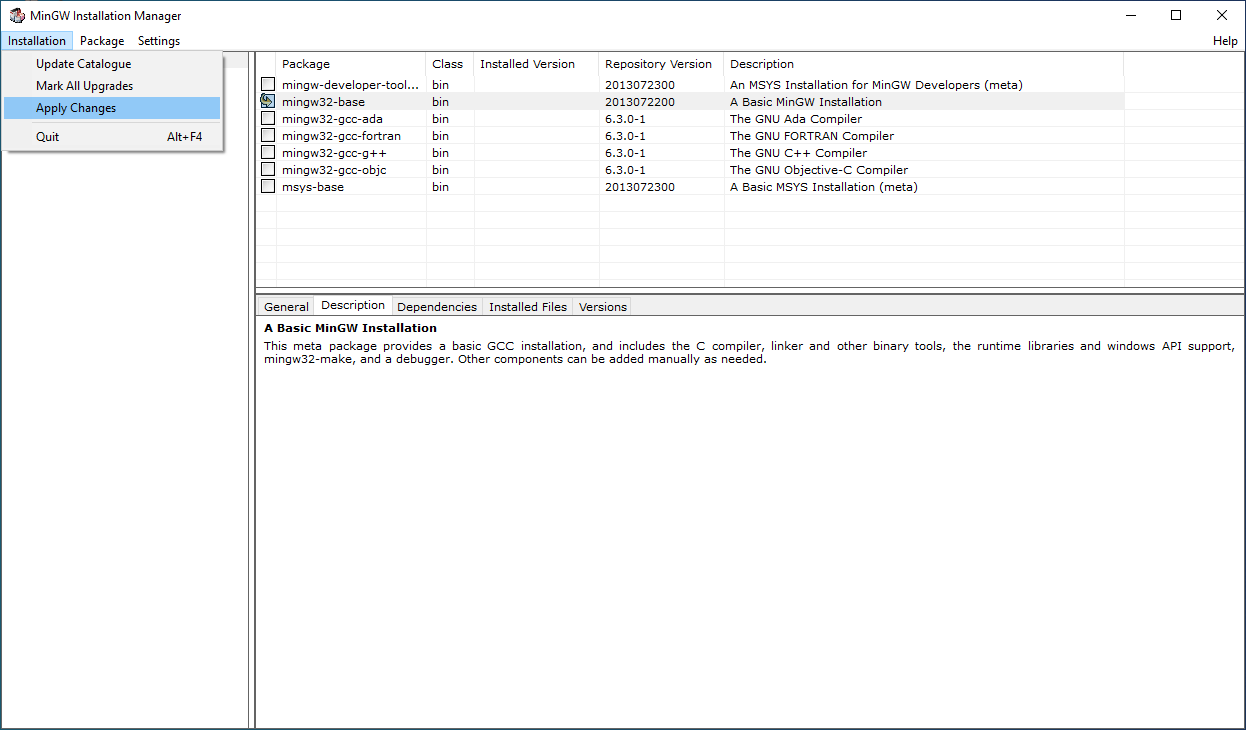 MinGW Installation Manager
Installation Package Settings Help
Update Catalogue
Mark All Upgrades
Apply Changes
Quit Alt+F4
Package Class Installed Version Repository Version Description
mingw-developer-tool... bin 2013072300 An MSYS Installation for MinGW Developers (meta)
mingw32-base bin 2013072200 A Basic MinGW Installation
mingw32-gcc-ada bin 6.3.0-1 The GNU Ada Compiler
mingw32-gcc-fortran bin 6.3.0-1 The GNU FORTRAN Compiler
mingw32-gcc-g++ bin 6.3.0-1 The GNU C++ Compiler
mingw32-gcc-objc bin 6.3.0-1 The GNU Objective-C Compiler
msys-base bin 2013072300 A Basic MSYS Installation (meta)
General Description Dependencies Installed Files Versions
A Basic MinGW Installation
This meta package provides a basic GCC installation, and includes the C compiler, linker and other binary tools, the runtime libraries and windows API support,
mingw32-make, and a debugger. Other components can be added manually as needed.